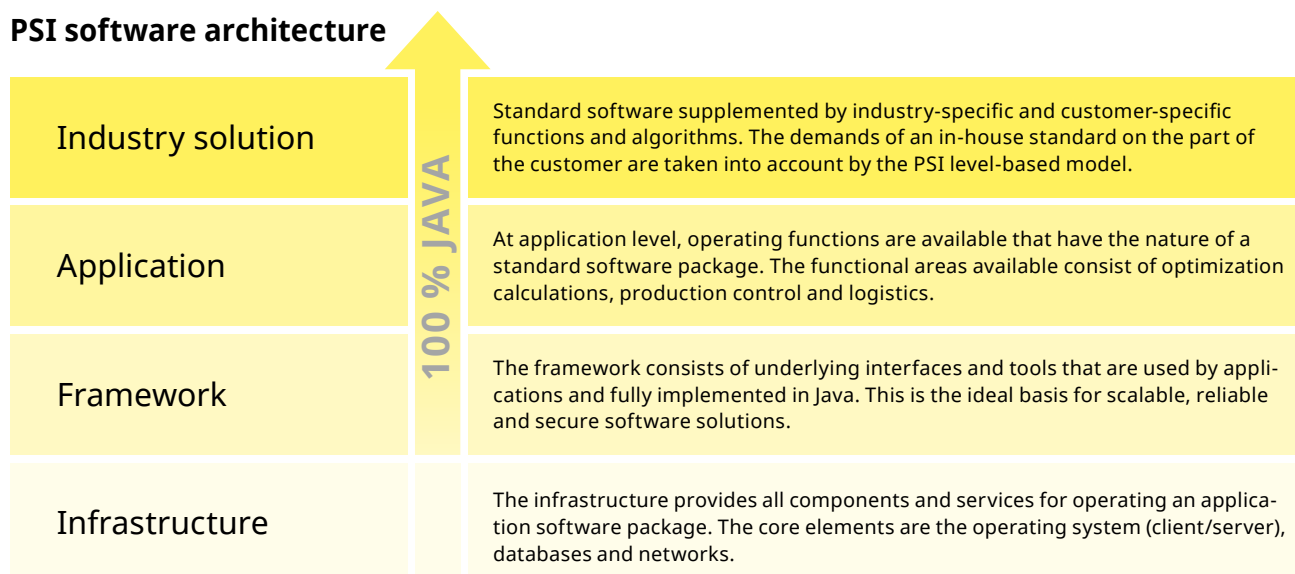 PSI software architecture
Industry solution
Standard software supplemented by industry-specific and customer-specific
functions and algorithms. The demands of an in-house standard on the part of
the customer are taken into account by the PSI level-based model.
100 % JAVA
Application
At application level, operating functions are available that have the nature of a
standard software package. The functional areas available consist of optimization
calculations, production control and logistics.
Framework
The framework consists of underlying interfaces and tools that are used by appli-
cations and fully implemented in Java. This is the ideal basis for scalable, reliable
and secure software solutions.
Infrastructure
The infrastructure provides all components and services for operating an applica-
tion software package. The core elements are the operating system (client/server),
databases and networks.